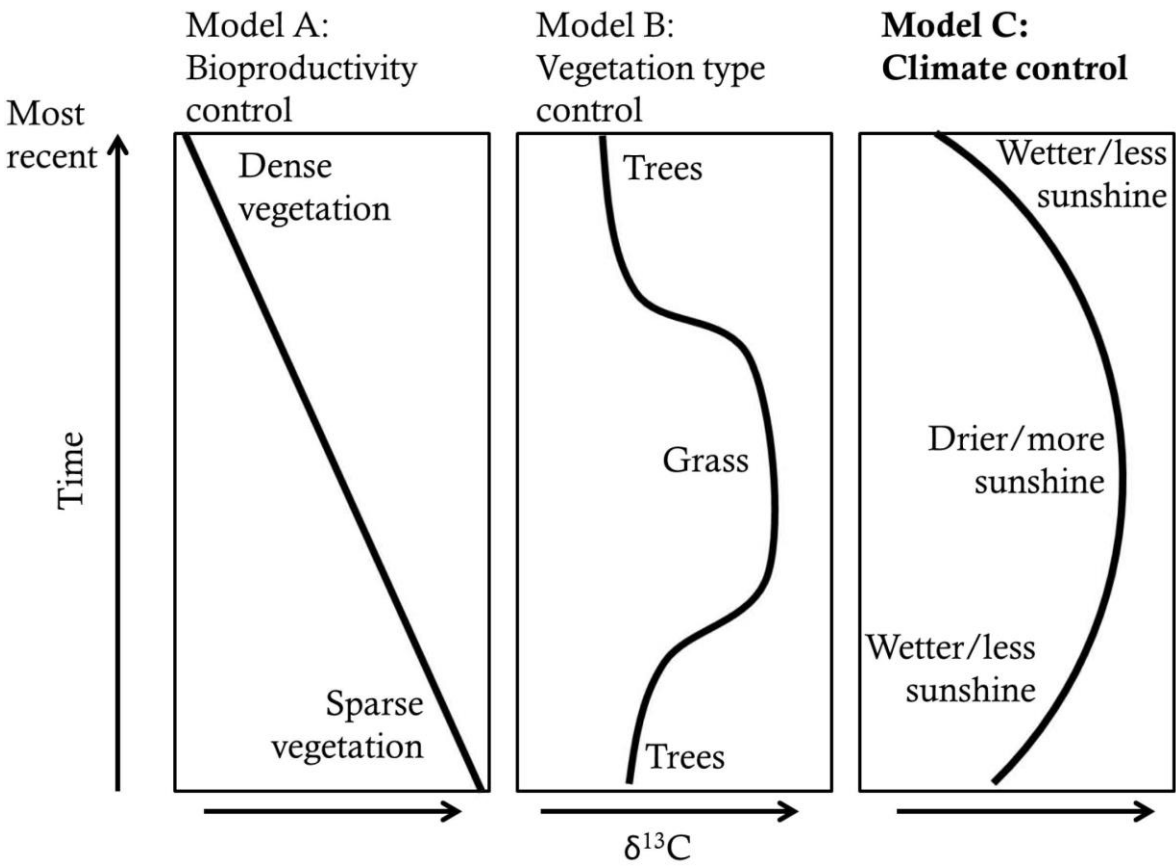 Model A:
Bioproductivity
control
Model B:
Vegetation type
control
Model C:
Climate control
Most
recent
Time
Dense
vegetation
Sparse
vegetation
Trees
Grass
Trees
Wetter/less
sunshine
Drier/more
sunshine
Wetter/less
sunshine
δ¹³C